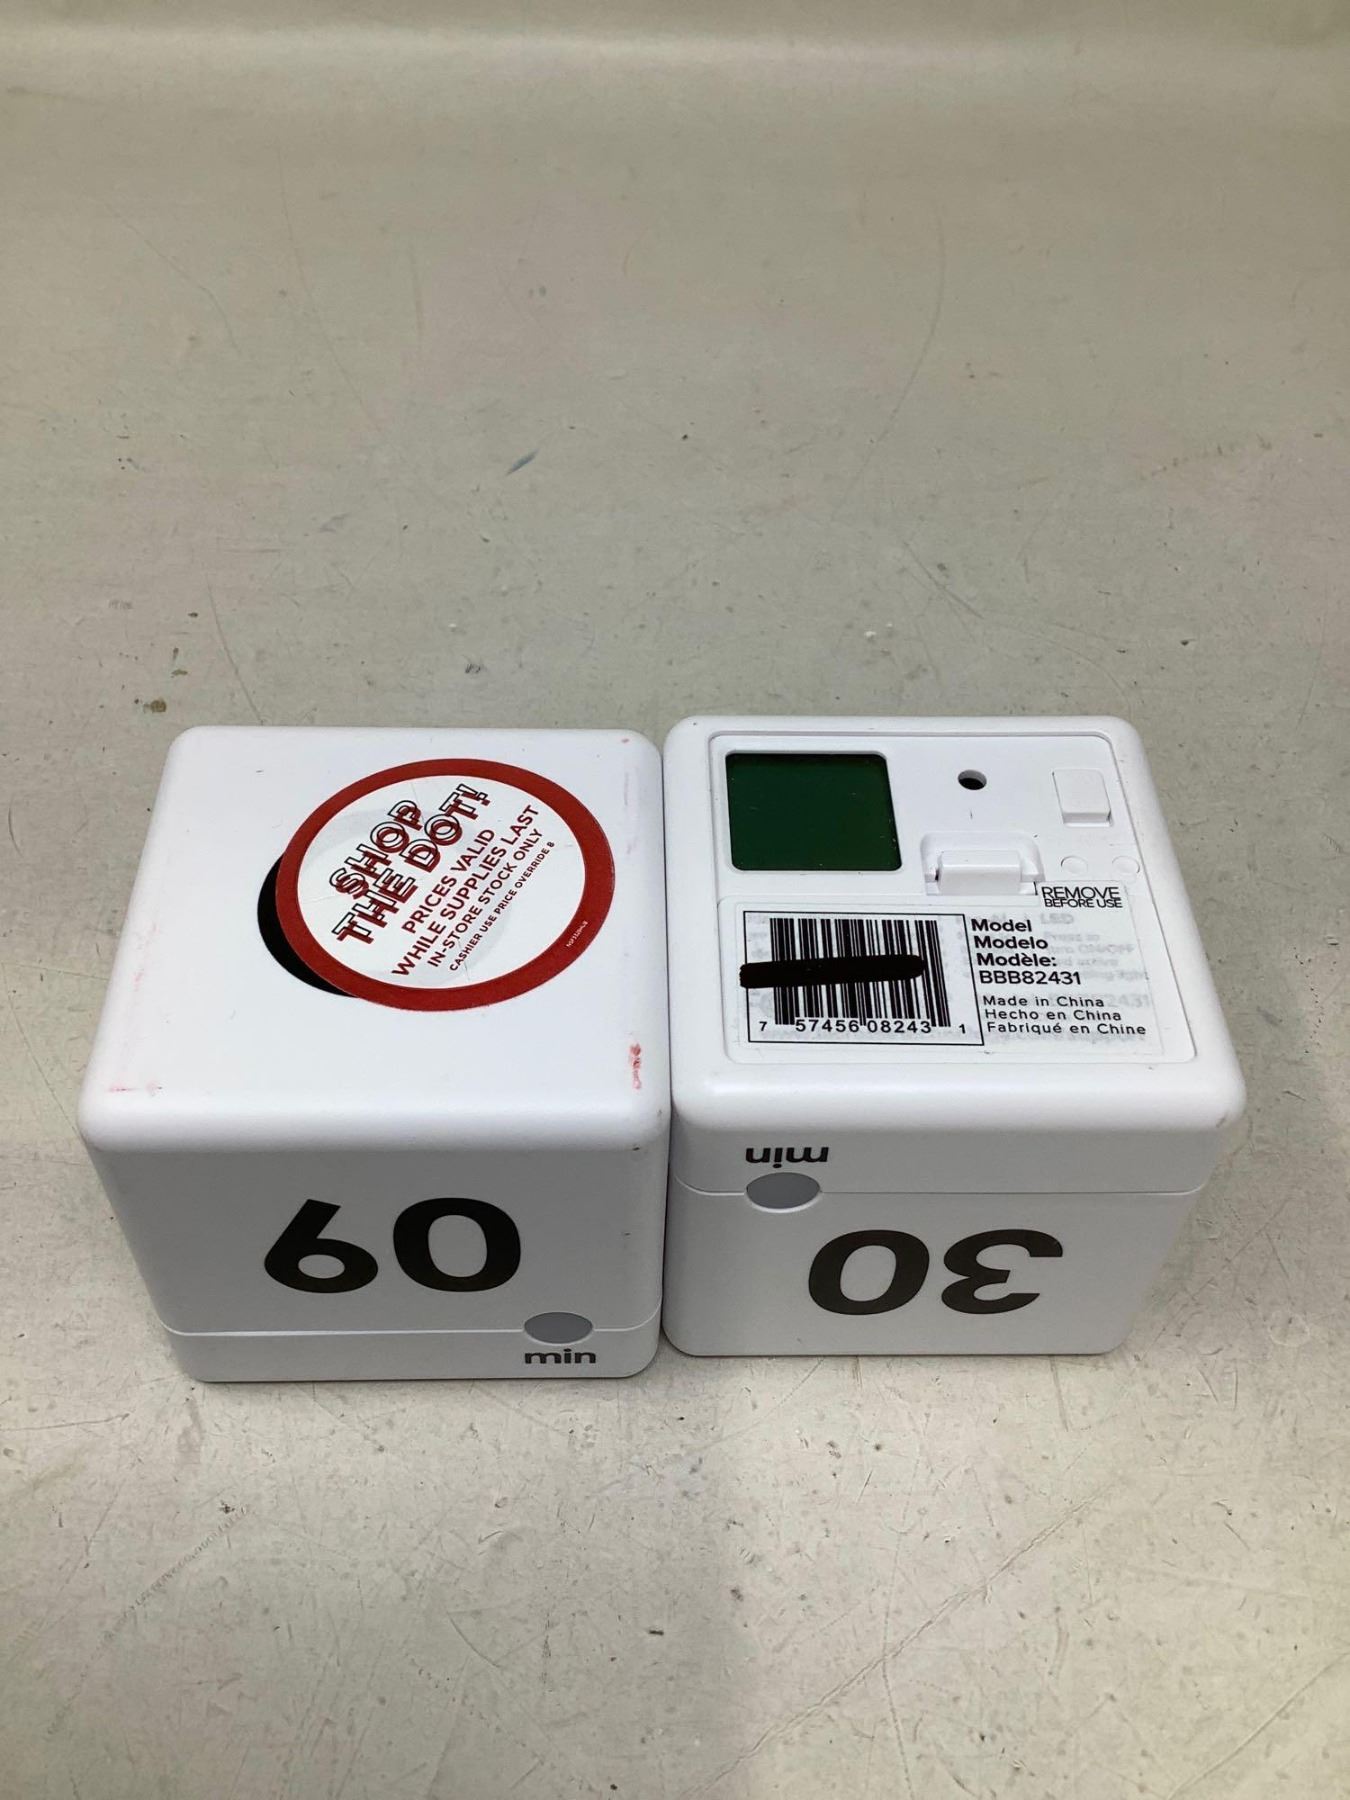 SHOP
THE DOT!
PRICES VALID
WHILE SUPPLIES LAST
IN-STORE STOCK ONLY
CASHIER USE PRICE OVERRIDE 8
60
min
REMOVE
BEFORE USE
Model
Modelo
Modèle:
BBB82431
Made in China
Hecho en China
Fabriqué en Chine
7 57456 08243 1
min
30